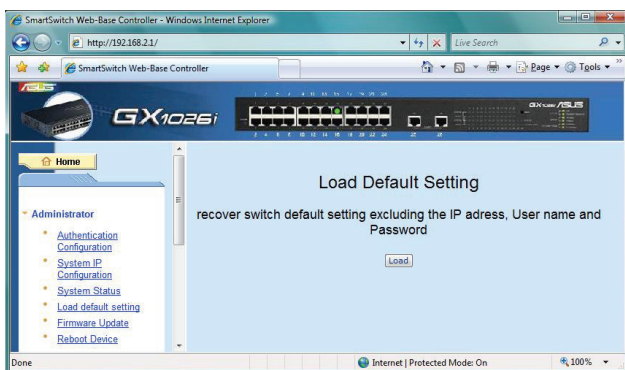 SmartSwitch Web-Base Controller - Windows Internet Explorer
http://192.168.2.1/
Live Search
SmartSwitch Web-Base Controller
Page
Tools
ASUS
GX1026i
Home
Administrator
Authentication
Configuration
System IP
Configuration
System Status
Load default setting
Firmware Update
Reboot Device
Load Default Setting
recover switch default setting excluding the IP adress, User name and
Password
Load
Done
Internet | Protected Mode: On
100%